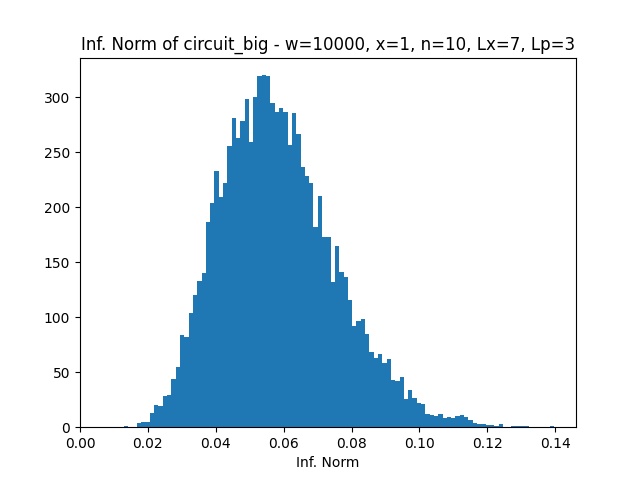 Inf. Norm of circuit_big - w=10000, x=1, n=10, Lx=7, Lp=3
300
250
200
150
100
50
0
0.00 0.02 0.04 0.06 0.08 0.10 0.12 0.14
Inf. Norm